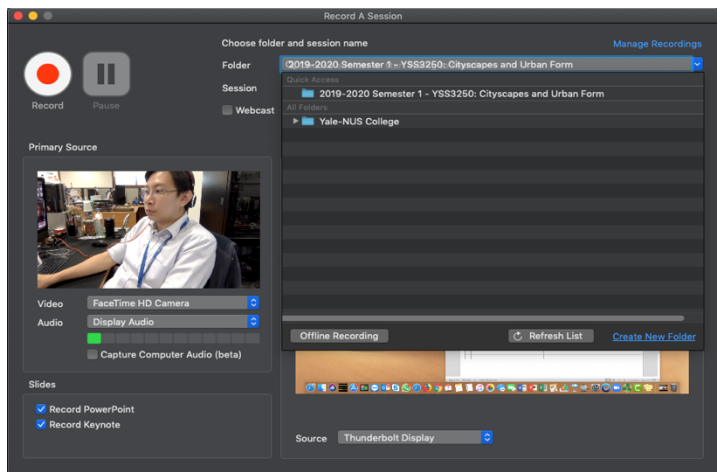 Record A Session
Choose folder and session name
Manage Recordings
Folder
2019-2020 Semester 1 - YSS3250: Cityscapes and Urban Form
Quick Access
2019-2020 Semester 1 - YSS3250: Cityscapes and Urban Form
All Folders
Yale-NUS College
Session
Webcast
Record
Pause
Primary Source
Video
FaceTime HD Camera
Audio
Display Audio
Capture Computer Audio (beta)
Offline Recording
Refresh List
Create New Folder
Slides
Record PowerPoint
Record Keynote
Source
Thunderbolt Display